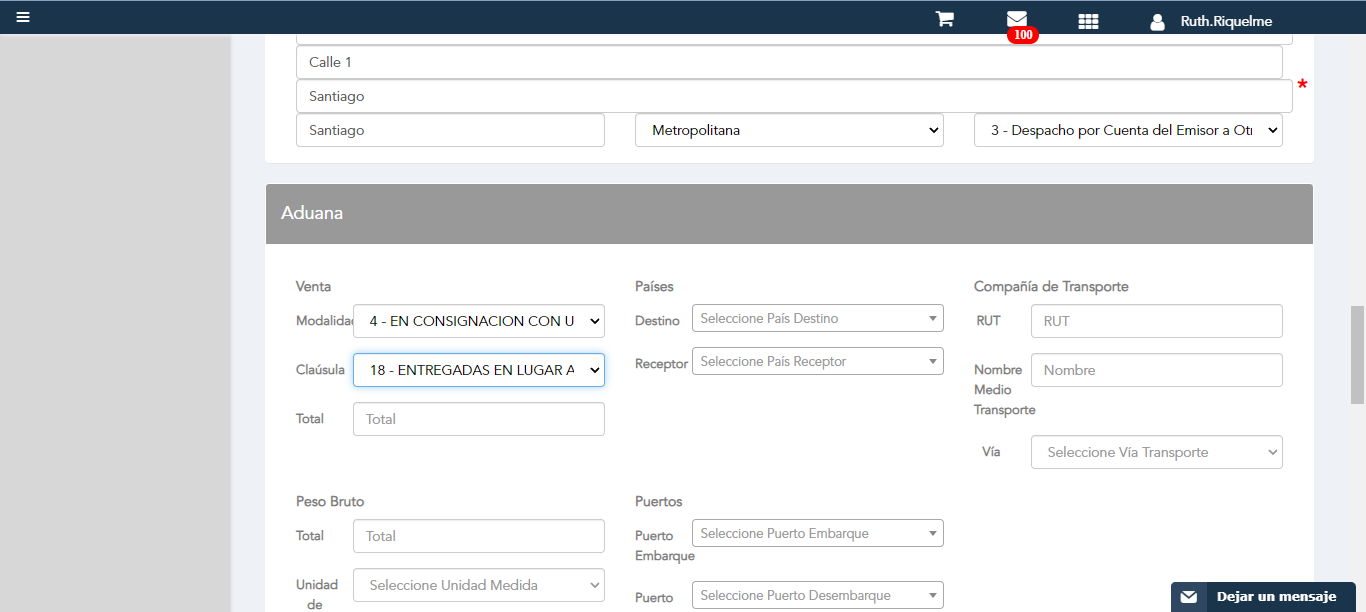 Ruth.Riquelme
100
Calle 1
Santiago
*
Santiago
Metropolitana
3 - Despacho por Cuenta del Emisor a Otr
Aduana
Venta
Países
Compañía de Transporte
Modalidad
4 - EN CONSIGNACION CON U
Destino
Seleccione País Destino
RUT
RUT
Claúsula
18 - ENTREGADAS EN LUGAR A
Receptor
Seleccione País Receptor
Nombre
Medio
Transporte
Nombre
Total
Total
Vía
Seleccione Vía Transporte
Peso Bruto
Puertos
Total
Total
Puerto
Embarque
Seleccione Puerto Embarque
Unidad
de
Seleccione Unidad Medida
Puerto
Seleccione Puerto Desembarque
Dejar un mensaje